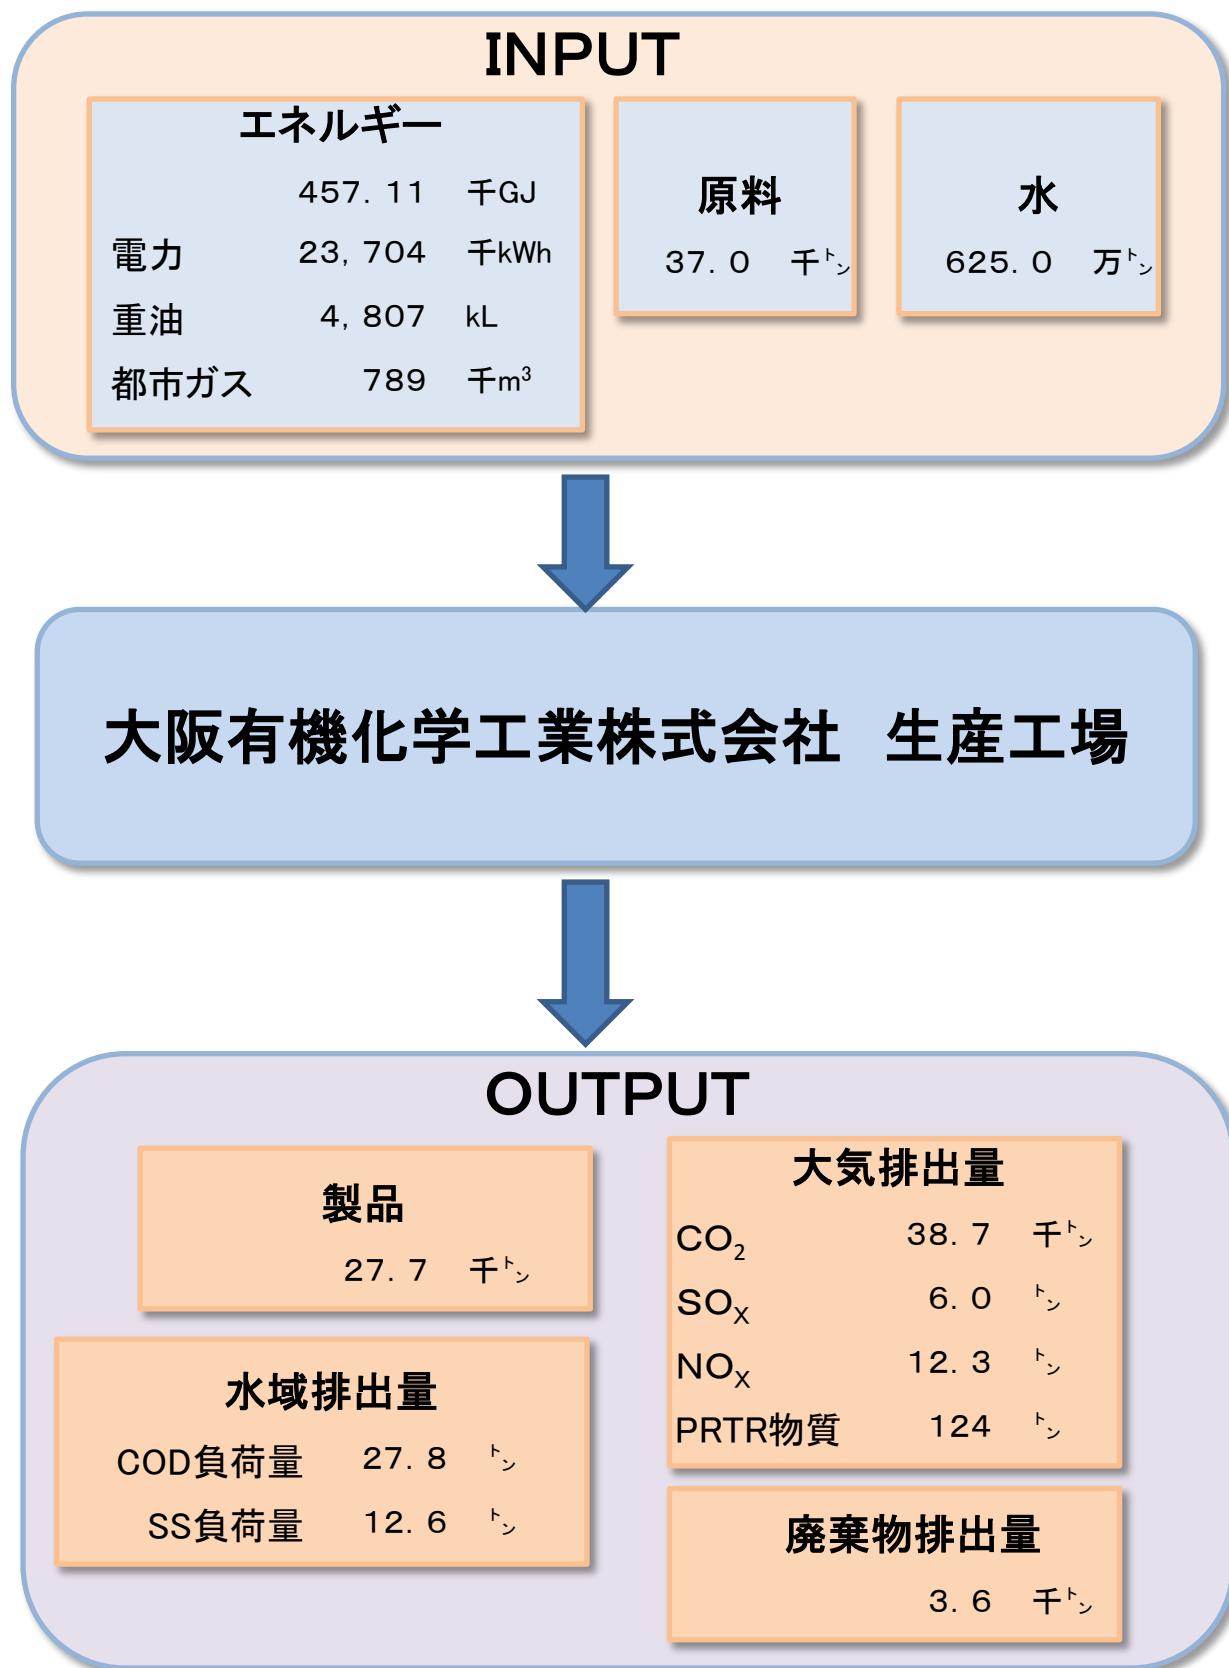 INPUT
エネルギー
457.11 千GJ
電力 23,704 千kWh
重油 4,807 kL
都市ガス 789 千m³
原料
37.0 千㌧
水
625.0 万㌧
大阪有機化学工業株式会社 生産工場
OUTPUT
製品
27.7 千㌧
水域排出量
COD負荷量 27.8 ㌧
SS負荷量 12.6 ㌧
大気排出量
CO₂ 38.7 千㌧
SOX 6.0 ㌧
NOX 12.3 ㌧
PRTR物質 124 ㌧
廃棄物排出量
3.6 千㌧